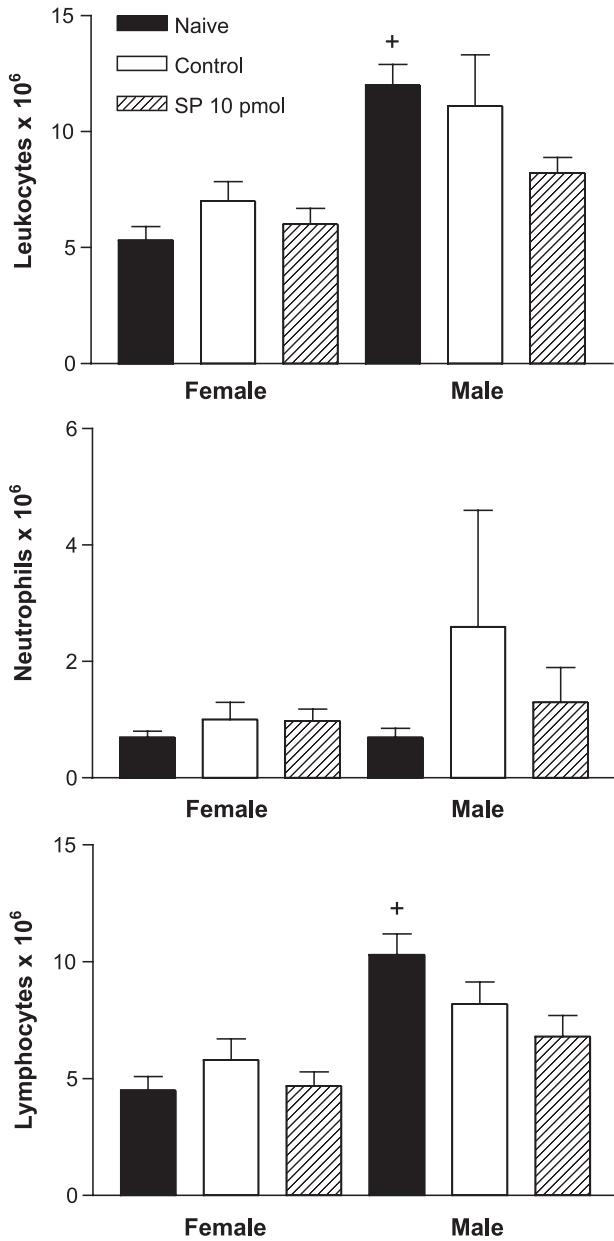 15
10
5
0
Leukocytes x 10⁶
Naive
Control
SP 10 pmol
+
Female Male
6
4
2
0
Neutrophils x 10⁶
Female Male
15
10
5
0
Lymphocytes x 10⁶
+
Female Male